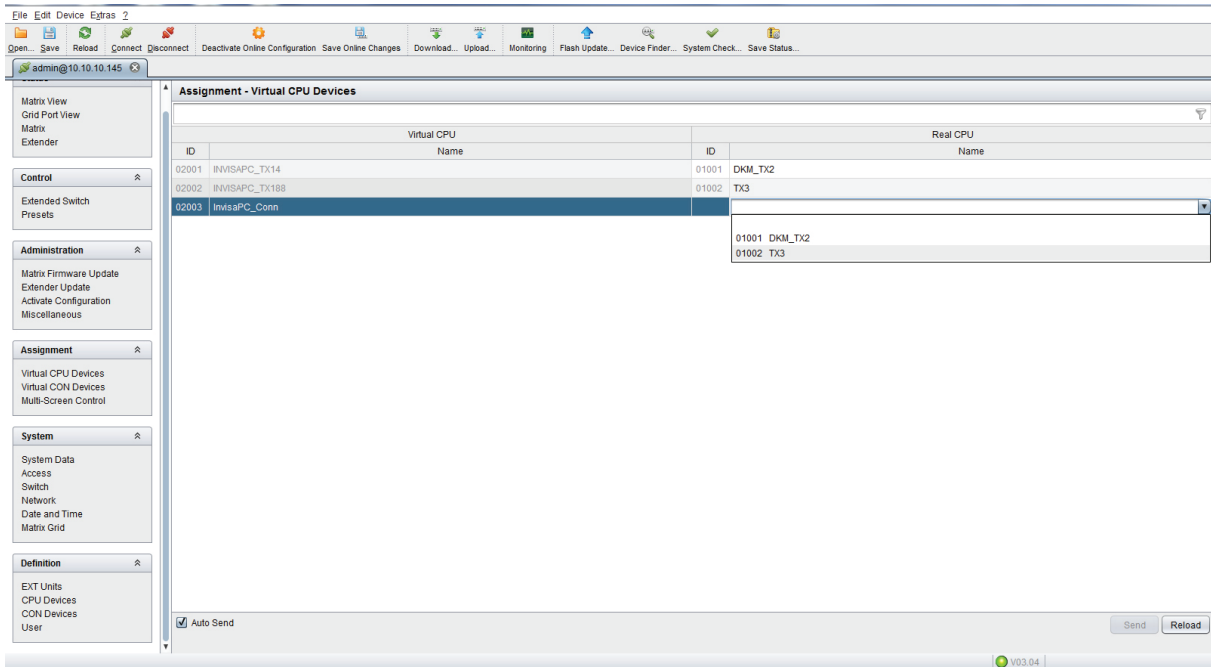 File Edit Device Extras ?
Open... Save Reload Connect Disconnect Deactivate Online Configuration Save Online Changes Download... Upload... Monitoring Flash Update... Device Finder... System Check... Save Status...
admin@10.10.10.145
Status
Matrix View
Grid Port View
Matrix
Extender
Control
Extended Switch
Presets
Administration
Matrix Firmware Update
Extender Update
Activate Configuration
Miscellaneous
Assignment
Virtual CPU Devices
Virtual CON Devices
Multi-Screen Control
System
System Data
Access
Switch
Network
Date and Time
Matrix Grid
Definition
EXT Units
CPU Devices
CON Devices
User
Assignment - Virtual CPU Devices
Virtual CPU Real CPU
ID Name ID Name
02001 INVISAPC_TX14 01001 DKM_TX2
02002 INVISAPC_TX188 01002 TX3
02003 InvisaPC_Conn
01001 DKM_TX2
01002 TX3
Auto Send Send Reload
V03.04